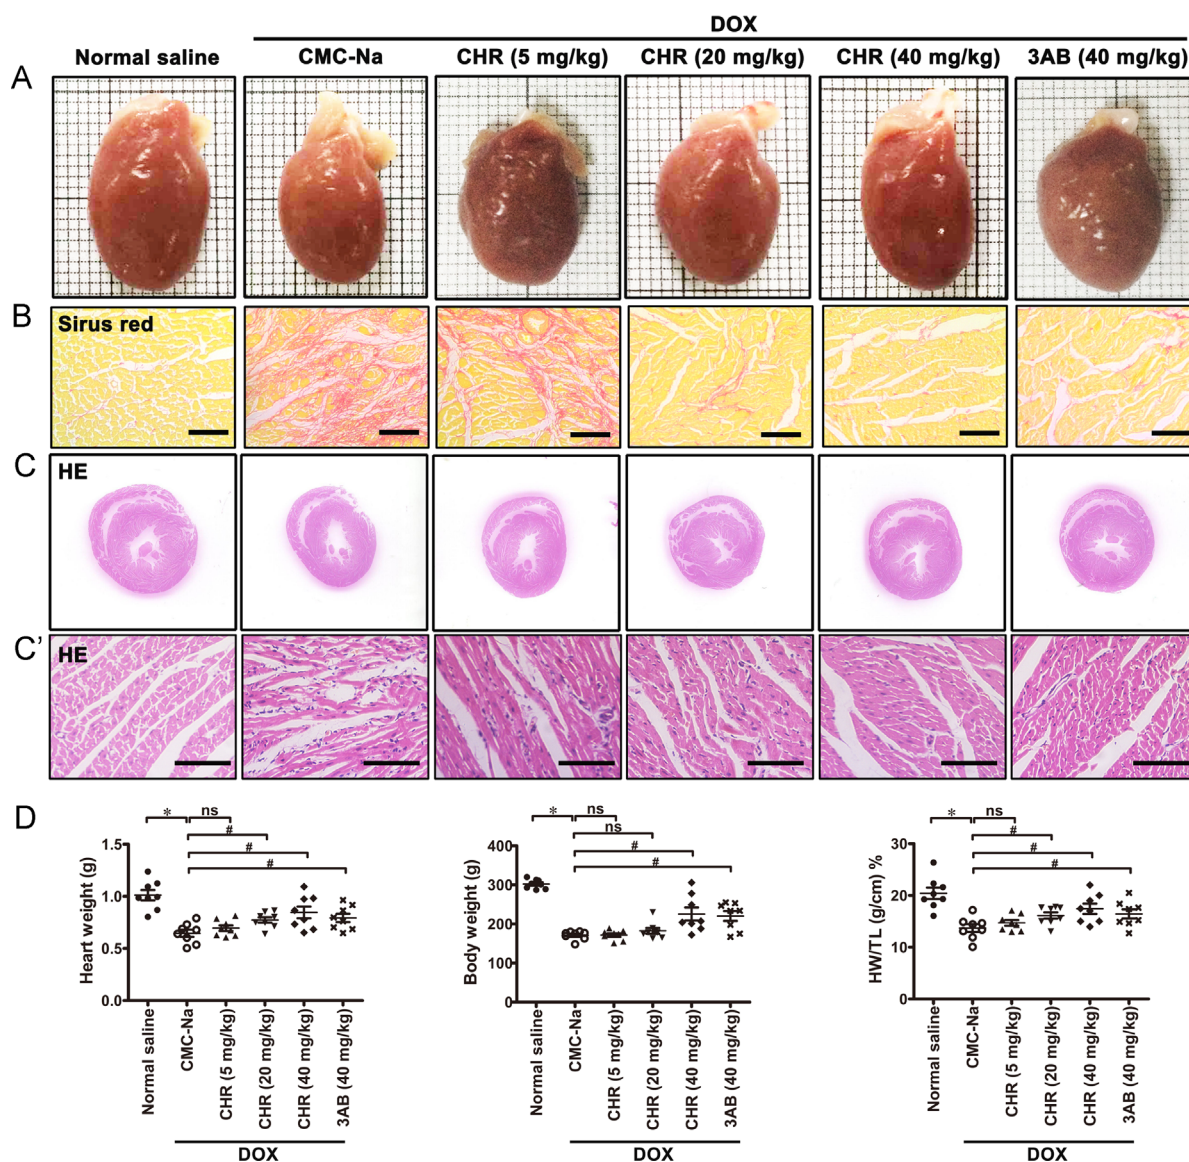 DOX
Normal saline
CMC-Na
CHR (5 mg/kg)
CHR (20 mg/kg)
CHR (40 mg/kg)
3AB (40 mg/kg)
A
B
Sirus red
C
HE
C'
HE
D
* ns
#
#
#
Heart weight (g)
1.5
1.0
0.5
0.0
Normal saline
CMC-Na
CHR (5 mg/kg)
CHR (20 mg/kg)
CHR (40 mg/kg)
3AB (40 mg/kg)
DOX
* ns
ns
#
#
Body weight (g)
400
300
200
100
0
Normal saline
CMC-Na
CHR (5 mg/kg)
CHR (20 mg/kg)
CHR (40 mg/kg)
3AB (40 mg/kg)
DOX
* ns
#
#
#
HW/TL (g/cm) %
30
20
10
0
Normal saline
CMC-Na
CHR (5 mg/kg)
CHR (20 mg/kg)
CHR (40 mg/kg)
3AB (40 mg/kg)
DOX